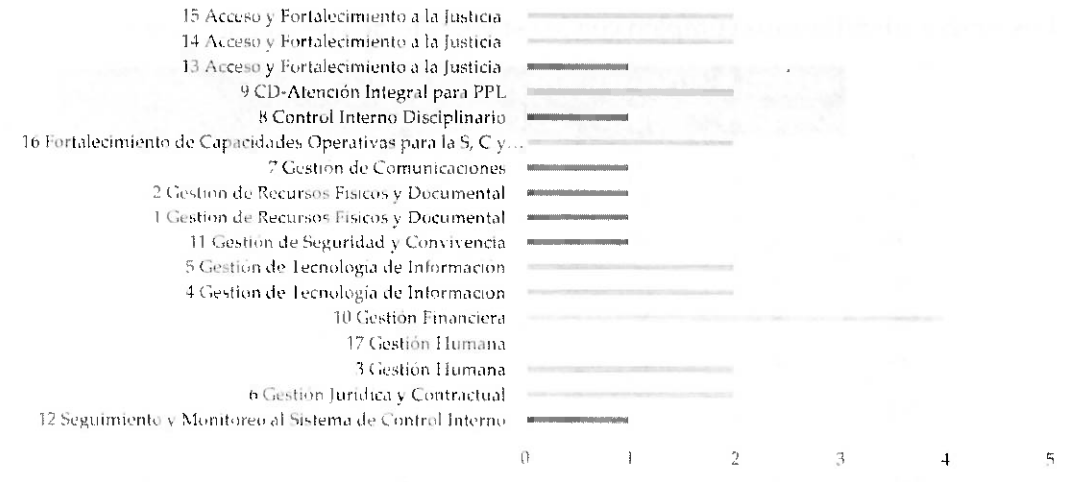 15 Acceso y Fortalecimiento a la Justicia
14 Acceso y Fortalecimiento a la Justicia
13 Acceso y Fortalecimiento a la Justicia
9 CD-Atención Integral para PPL
8 Control Interno Disciplinario
16 Fortalecimiento de Capacidades Operativas para la S, C y...
7 Gestión de Comunicaciones
2 Gestion de Recursos Fisicos y Documental
1 Gestion de Recursos Fisicos y Documental
11 Gestión de Seguridad y Convivencia
5 Gestión de Tecnología de Informacion
4 Gestion de Tecnología de Informacion
10 Gestión Financiera
17 Gestión Humana
3 Gestión Humana
6 Gestión Jurídica y Contractual
12 Seguimiento y Monitoreo al Sistema de Control Interno
0 1 2 3 4 5